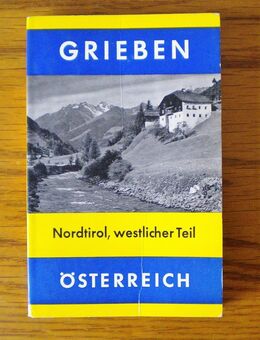 GRIEBEN
Nordtirol, westlicher Teil
ÖSTERREICH